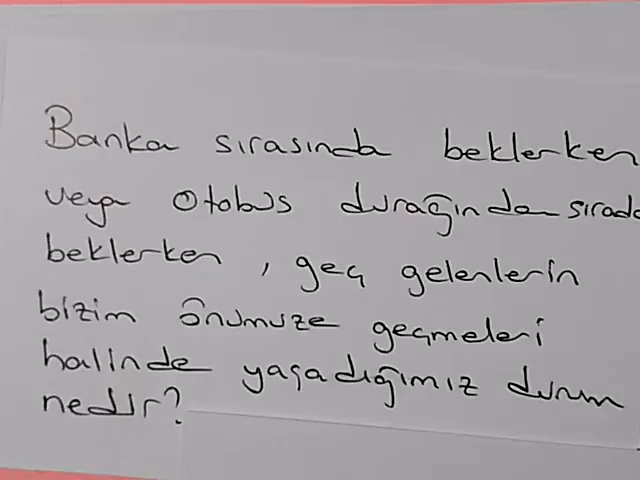 Banka sırasında beklerken
veya otobüs durağında sırada
beklerken, geç gelenlerin
bizim önümüze geçmeleri
halinde yaşadığımız durum
nedir?